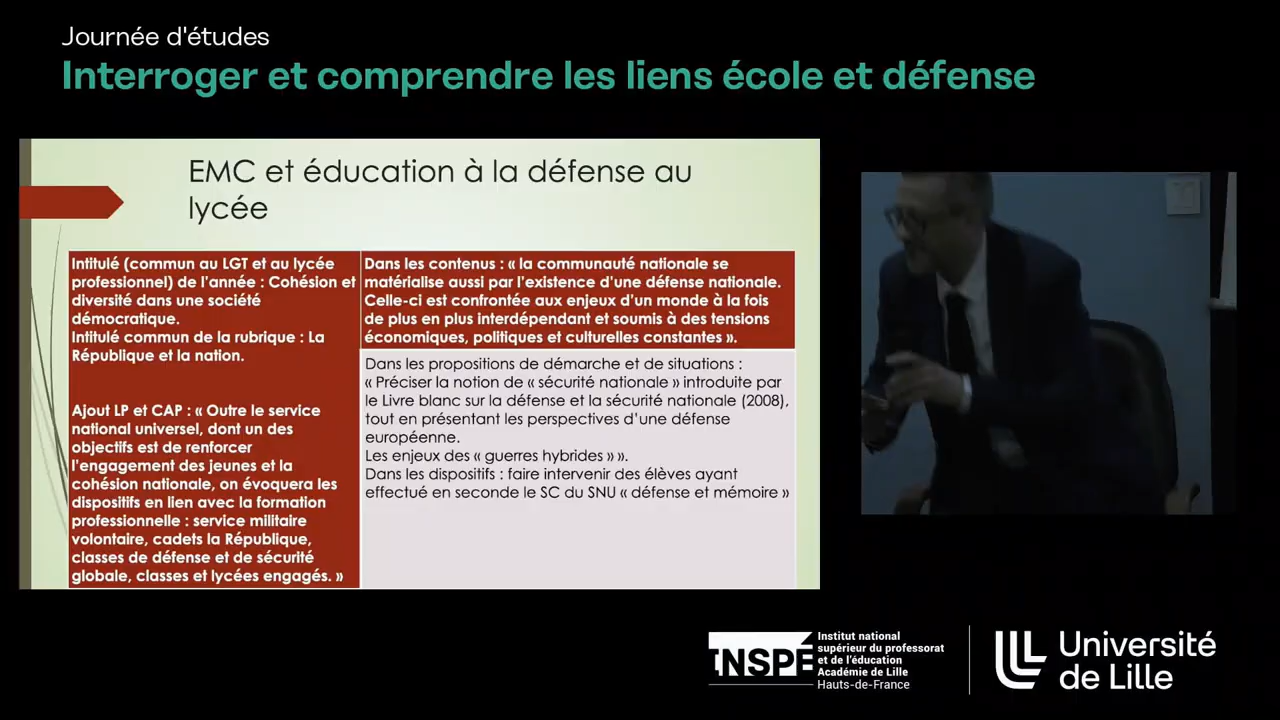 Journée d'études
Interroger et comprendre les liens école et défense
EMC et éducation à la défense au
lycée
Intitulé (commun au LGT et au lycée
professionnel) de l'année : Cohésion et
diversité dans une société
démocratique.
Intitulé commun de la rubrique : La
République et la nation.
Ajout LP et CAP : « Outre le service
national universel, dont un des
objectifs est de renforcer
l'engagement des jeunes et la
cohésion nationale, on évoquera les
dispositifs en lien avec la formation
professionnelle : service militaire
volontaire, cadets la République,
classes de défense et de sécurité
globale, classes et lycées engagés. »
Dans les contenus : « la communauté nationale se
matérialise aussi par l'existence d'une défense nationale.
Celle-ci est confrontée aux enjeux d'un monde à la fois
de plus en plus interdépendant et soumis à des tensions
économiques, politiques et culturelles constantes ».
Dans les propositions de démarche et de situations :
« Préciser la notion de « sécurité nationale » introduite par
le Livre blanc sur la défense et la sécurité nationale (2008),
tout en présentant les perspectives d'une défense
européenne.
Les enjeux des « guerres hybrides » ».
Dans les dispositifs : faire intervenir des élèves ayant
effectué en seconde le SC du SNU « défense et mémoire »
INSPÉ
Institut national
supérieur du professorat
et de l'éducation
Académie de Lille
Hauts-de-France
Université
de Lille